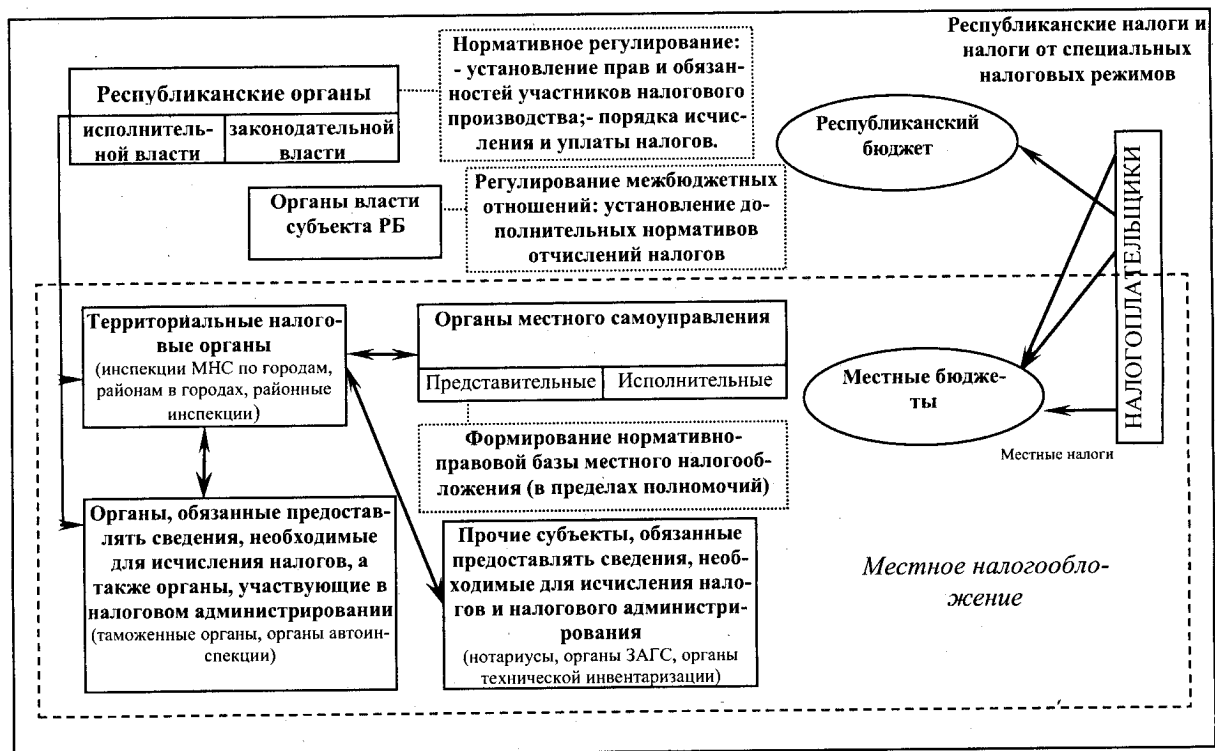 Республиканские налоги и
налоги от специальных
налоговых режимов
Нормативное регулирование:
- установление прав и обязан-
ностей участников налогового
производства;- порядка исчис-
ления и уплаты налогов.
Республиканские органы
исполнитель-
ной власти
законодательной
власти
Республиканский
бюджет
НАЛОГОПЛАТЕЛЬЩИКИ
Органы власти
субъекта РБ
Регулирование межбюджетных
отношений: установление до-
полнительных нормативов
отчислений налогов
Территориальные налого-
вые органы
(инспекции МНС по городам,
районам в городах, районные
инспекции)
Органы местного самоуправления
Представительные
Исполнительные
Местные бюдже-
ты
Местные налоги
Формирование нормативно-
правовой базы местного налогооб-
ложения (в пределах полномочий)
Органы, обязанные предостав-
лять сведения, необходимые
для исчисления налогов, а
также органы, участвующие в
налоговом администрировании
(таможенные органы, органы автоин-
спекции)
Прочие субъекты, обязанные
предоставлять сведения, необ-
ходимые для исчисления нало-
гов и налогового администри-
рования
(нотариусы, органы ЗАГС, органы
технической инвентаризации)
Местное налогообло-
жение